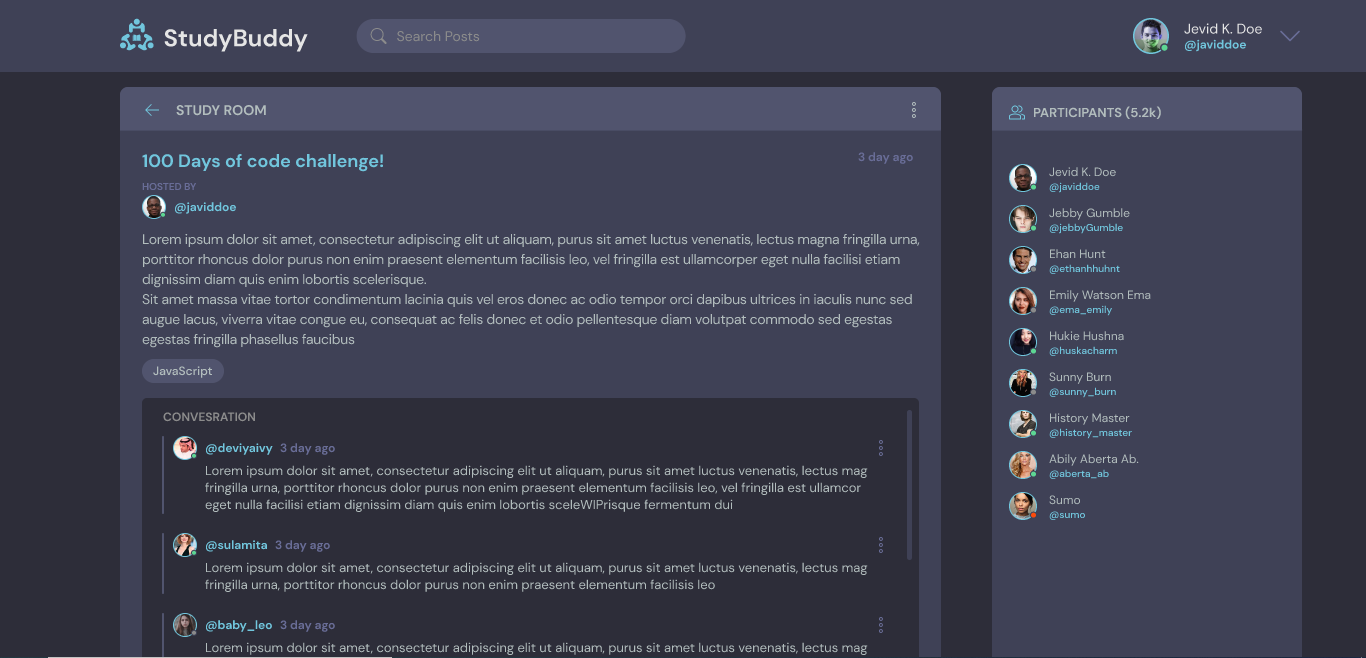 StudyBuddy
Search Posts
Jevid K. Doe
@javiddoe
STUDY ROOM
100 Days of code challenge!
3 day ago
HOSTED BY
@javiddoe
Lorem ipsum dolor sit amet, consectetur adipiscing elit ut aliquam, purus sit amet luctus venenatis, lectus magna fringilla urna,
porttitor rhoncus dolor purus non enim praesent elementum facilisis leo, vel fringilla est ullamcorper eget nulla facilisi etiam
dignissim diam quis enim lobortis scelerisque.
Sit amet massa vitae tortor condimentum lacinia quis vel eros donec ac odio tempor orci dapibus ultrices in iaculis nunc sed
augue lacus, viverra vitae congue eu, consequat ac felis donec et odio pellentesque diam volutpat commodo sed egestas
egestas fringilla phasellus faucibus
JavaScript
CONVESRATION
@deviyaivy 3 day ago
Lorem ipsum dolor sit amet, consectetur adipiscing elit ut aliquam, purus sit amet luctus venenatis, lectus mag
fringilla urna, porttitor rhoncus dolor purus non enim praesent elementum facilisis leo, vel fringilla est ullamcor
eget nulla facilisi etiam dignissim diam quis enim lobortis sceleWIPrisque fermentum dui
@sulamita 3 day ago
Lorem ipsum dolor sit amet, consectetur adipiscing elit ut aliquam, purus sit amet luctus venenatis, lectus mag
fringilla urna, porttitor rhoncus dolor purus non enim praesent elementum facilisis leo
@baby_leo 3 day ago
Lorem ipsum dolor sit amet, consectetur adipiscing elit ut aliquam, purus sit amet luctus venenatis, lectus mag
PARTICIPANTS (5.2k)
Jevid K. Doe
@javiddoe
Jebby Gumble
@jebbyGumble
Ehan Hunt
@ethanhhuhnt
Emily Watson Ema
@ema_emily
Hukie Hushna
@huskacharm
Sunny Burn
@sunny_burn
History Master
@history_master
Abily Aberta Ab.
@aberta_ab
Sumo
@sumo